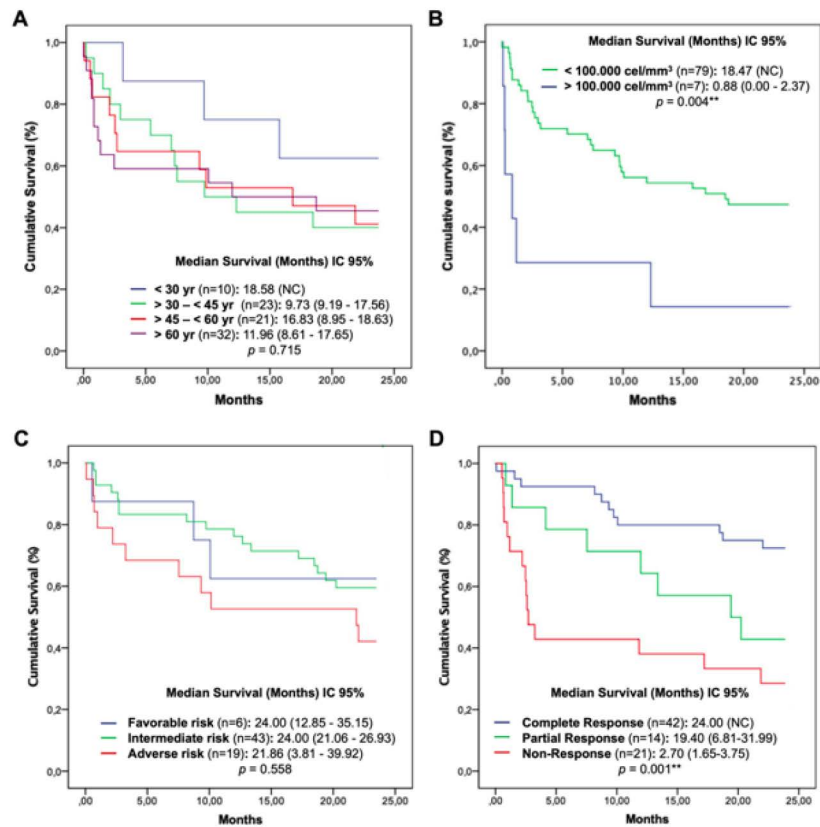 A
Cumulative Survival (%)
1,0
0,8
0,6
0,4
0,2
0,0
Median Survival (Months) IC 95%
< 30 yr (n=10): 18.58 (NC)
> 30 – < 45 yr (n=23): 9.73 (9.19 - 17.56)
> 45 – < 60 yr (n=21): 16.83 (8.95 - 18.63)
> 60 yr (n=32): 11.96 (8.61 - 17.65)
p = 0.715
,00 5,00 10,00 15,00 20,00 25,00
Months
B
Cumulative survival (%)
1,0
0,8
0,6
0,4
0,2
0,0
Median Survival (Months) IC 95%
< 100.000 cel/mm³ (n=79): 18.47 (NC)
> 100.000 cel/mm³ (n=7): 0.88 (0.00 - 2.37)
p = 0.004**
,00 5,00 10,00 15,00 20,00 25,00
Months
C
Cumulative Survival (%)
1,0
0,8
0,6
0,4
0,2
0,0
Median Survival (Months) IC 95%
Favorable risk (n=6): 24.00 (12.85 - 35.15)
Intermediate risk (n=43): 24.00 (21.06 - 26.93)
Adverse risk (n=19): 21.86 (3.81 - 39.92)
p = 0.558
,00 5,00 10,00 15,00 20,00 25,00
Months
D
Cumulative Survival (%)
1,0
0,8
0,6
0,4
0,2
0,0
Median Survival (Months) IC 95%
Complete Response (n=42): 24.00 (NC)
Partial Response (n=14): 19.40 (6.81-31.99)
Non-Response (n=21): 2.70 (1.65-3.75)
p = 0.001**
,00 5,00 10,00 15,00 20,00 25,00
Months